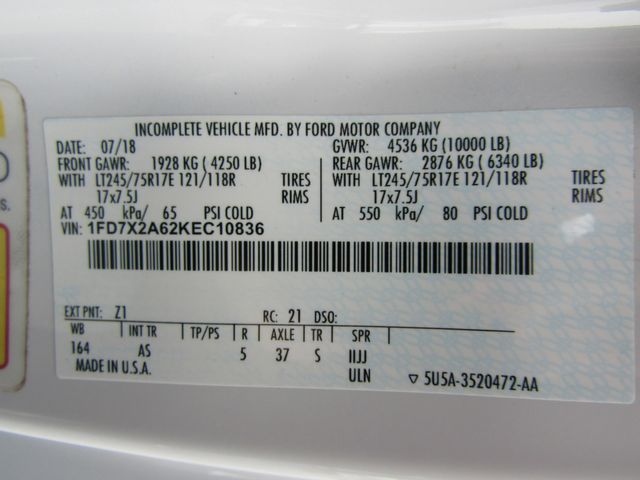 INCOMPLETE VEHICLE MFD. BY FORD MOTOR COMPANY
DATE: 07/18 GVWR: 4536 KG (10000 LB)
FRONT GAWR: 1928 KG ( 4250 LB) REAR GAWR: 2876 KG ( 6340 LB)
WITH LT245/75R17E 121/118R TIRES WITH LT245/75R17E 121/118R TIRES
17x7.5J RIMS 17x7.5J RIMS
AT 450 kPa/ 65 PSI COLD AT 550 kPa/ 80 PSI COLD
VIN: 1FD7X2A62KEC10836
EXT PNT: Z1 RC: 21 DSO:
WB INT TR TP/PS R AXLE TR SPR
164 AS 5 37 S IIJJ
MADE IN U.S.A. ULN ▽ 5U5A-3520472-AA
s.